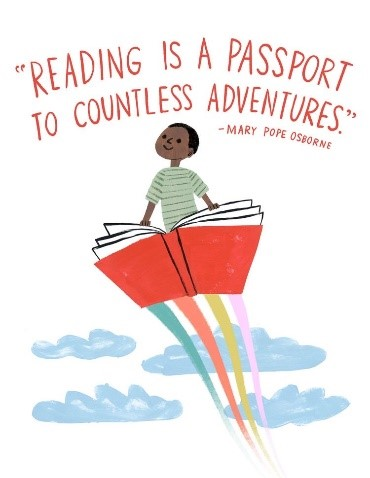 “READING IS A PASSPORT
TO COUNTLESS ADVENTURES.”
-MARY POPE OSBORNE